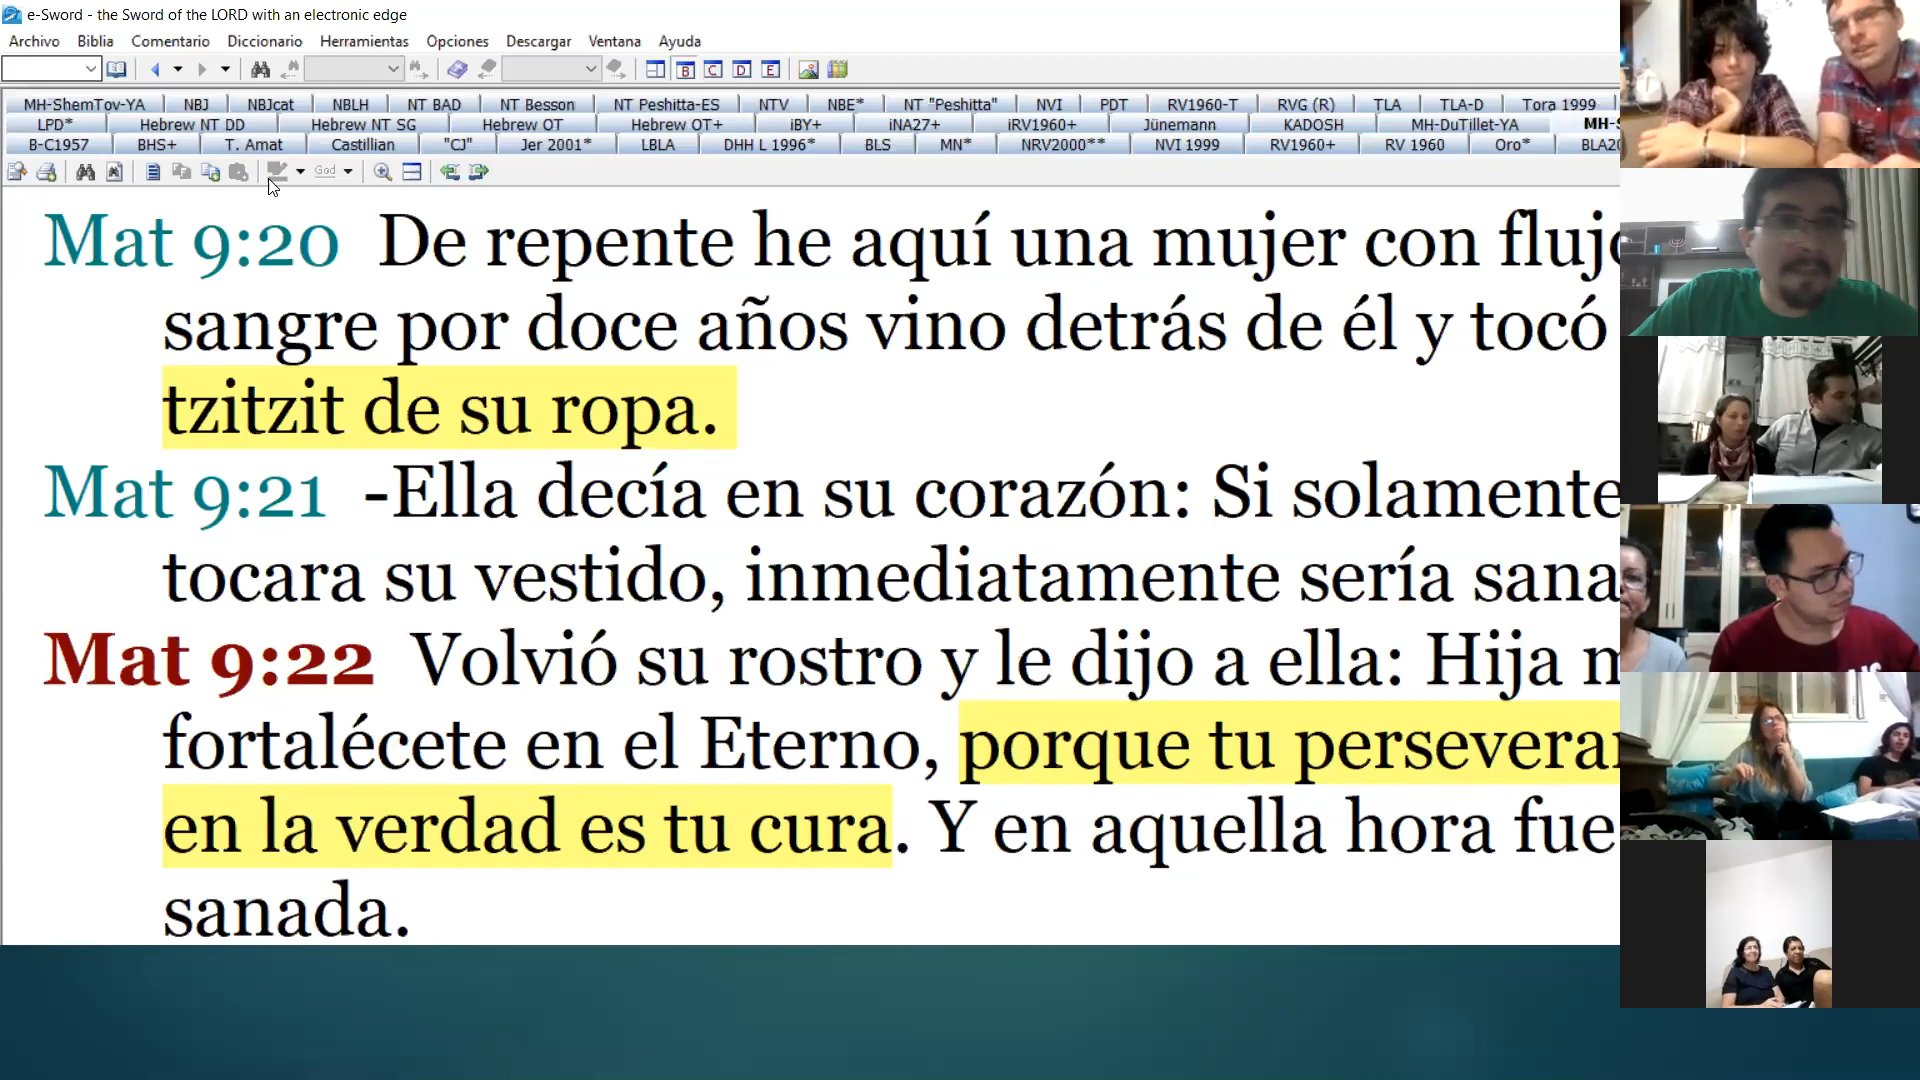 e-Sword - the Sword of the LORD with an electronic edge
Archivo Biblia Comentario Diccionario Herramientas Opciones Descargar Ventana Ayuda
B C D E
MH-ShemTov-YA NBJ NBJcat NBLH NT BAD NT Besson NT Peshitta-ES NTV NBE* NT "Peshitta" NVI PDT RV1960-T RVG (R) TLA TLA-D Tora 1999
LPD* Hebrew NT DD Hebrew NT SG Hebrew OT Hebrew OT+ iBY+ iNA27+ iRV1960+ Jünemann KADOSH MH-DuTillet-YA MH-S
B-C1957 BHS+ T. Amat Castillian "CJ" Jer 2001* LBLA DHH L 1996* BLS MN* NRV2000** NVI 1999 RV1960+ RV 1960 Oro* BLA20
God
Mat 9:20 De repente he aquí una mujer con flujo
sangre por doce años vino detrás de él y tocó
tzitzit de su ropa.
Mat 9:21 -Ella decía en su corazón: Si solamente
tocara su vestido, inmediatamente sería sana
Mat 9:22 Volvió su rostro y le dijo a ella: Hija
fortalécete en el Eterno, porque tu persevera
en la verdad es tu cura. Y en aquella hora fue
sanada.